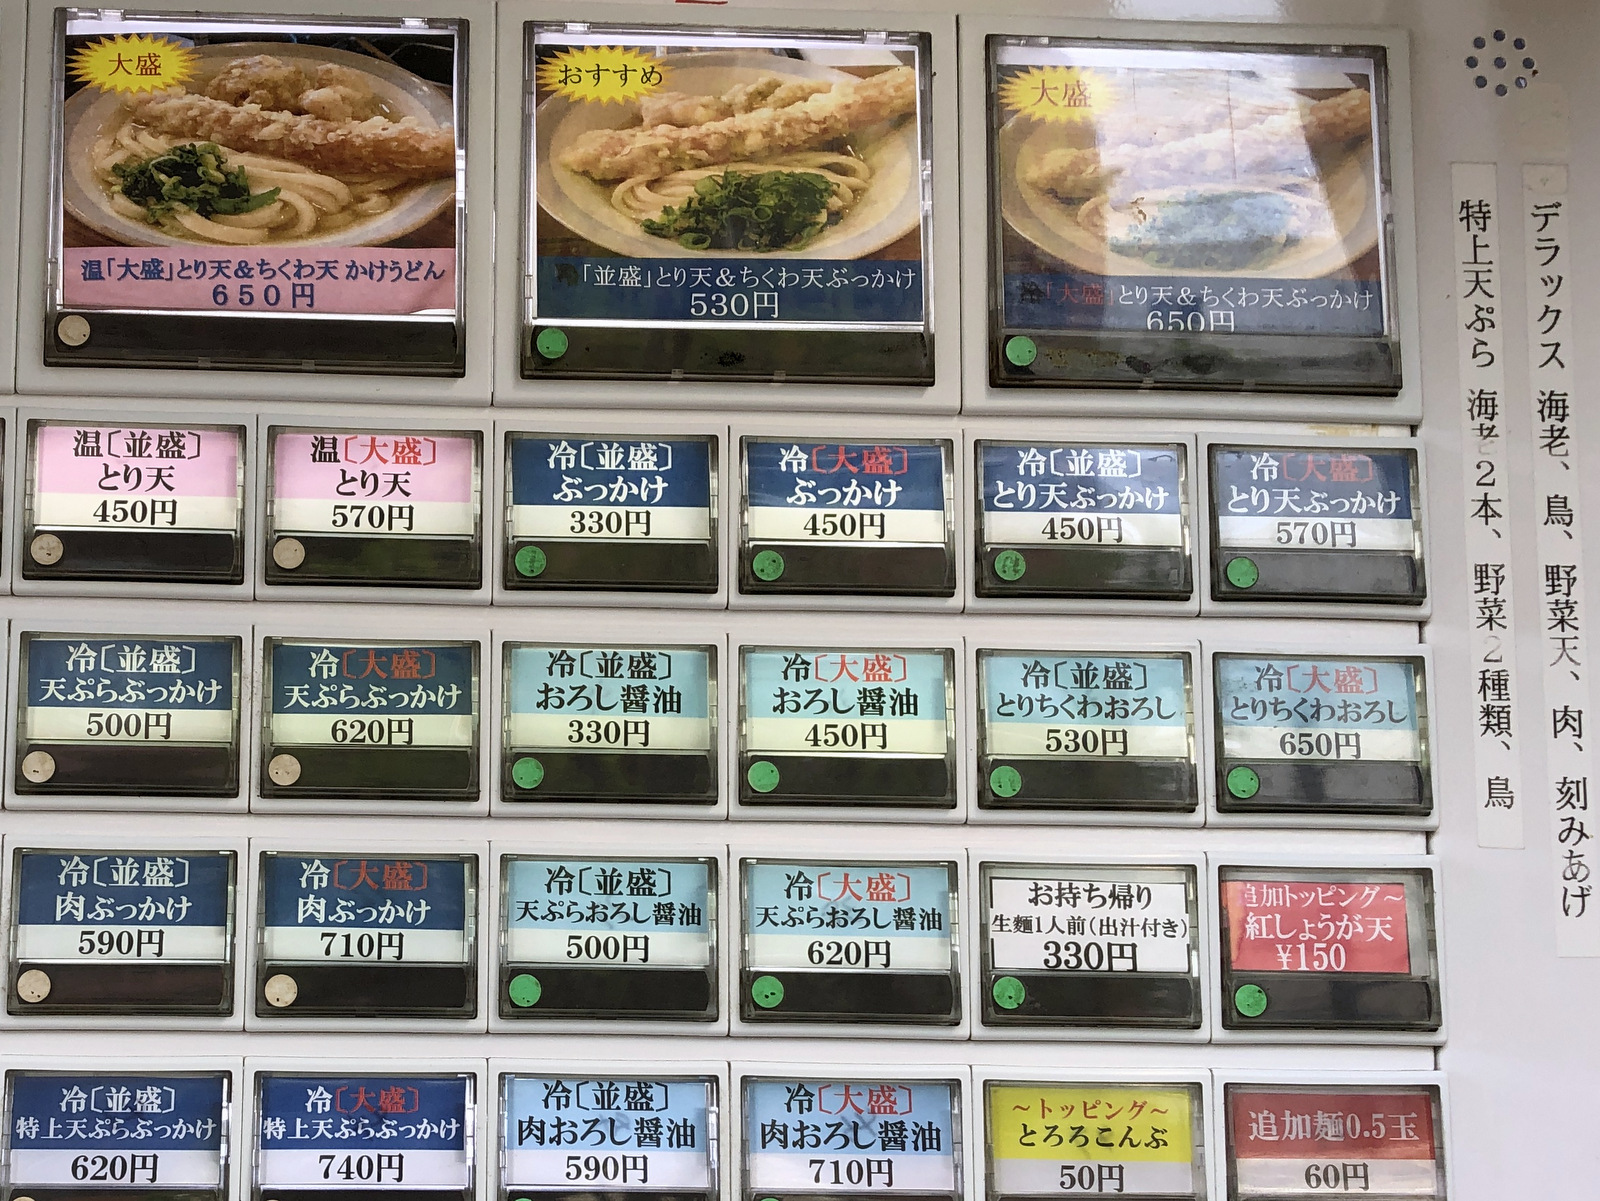 大盛
温「大盛」とり天&ちくわ天 かけうどん
650円
おすすめ
「並盛」とり天&ちくわ天ぶっかけ
530円
大盛
冷「大盛」とり天&ちくわ天ぶっかけ
650円
温〔並盛〕
とり天
450円
温〔大盛〕
とり天
570円
冷〔並盛〕
ぶっかけ
330円
冷〔大盛〕
ぶっかけ
450円
冷〔並盛〕
とり天ぶっかけ
450円
冷〔大盛〕
とり天ぶっかけ
570円
冷〔並盛〕
天ぷらぶっかけ
500円
冷〔大盛〕
天ぷらぶっかけ
620円
冷〔並盛〕
おろし醤油
330円
冷〔大盛〕
おろし醤油
450円
冷〔並盛〕
とりちくわおろし
530円
冷〔大盛〕
とりちくわおろし
650円
冷〔並盛〕
肉ぶっかけ
590円
冷〔大盛〕
肉ぶっかけ
710円
冷〔並盛〕
天ぷらおろし醤油
500円
冷〔大盛〕
天ぷらおろし醤油
620円
お持ち帰り
生麺1人前(出汁付き)
330円
追加トッピング~
紅しょうが天
¥150
冷〔並盛〕
特上天ぷらぶっかけ
620円
冷〔大盛〕
特上天ぷらぶっかけ
740円
冷〔並盛〕
肉おろし醤油
590円
冷〔大盛〕
肉おろし醤油
710円
~トッピング~
とろろこんぶ
50円
追加麺0.5玉
60円
デラックス 海老、鳥、野菜天、肉、刻みあげ
特上天ぷら 海老2本、野菜2種類、鳥